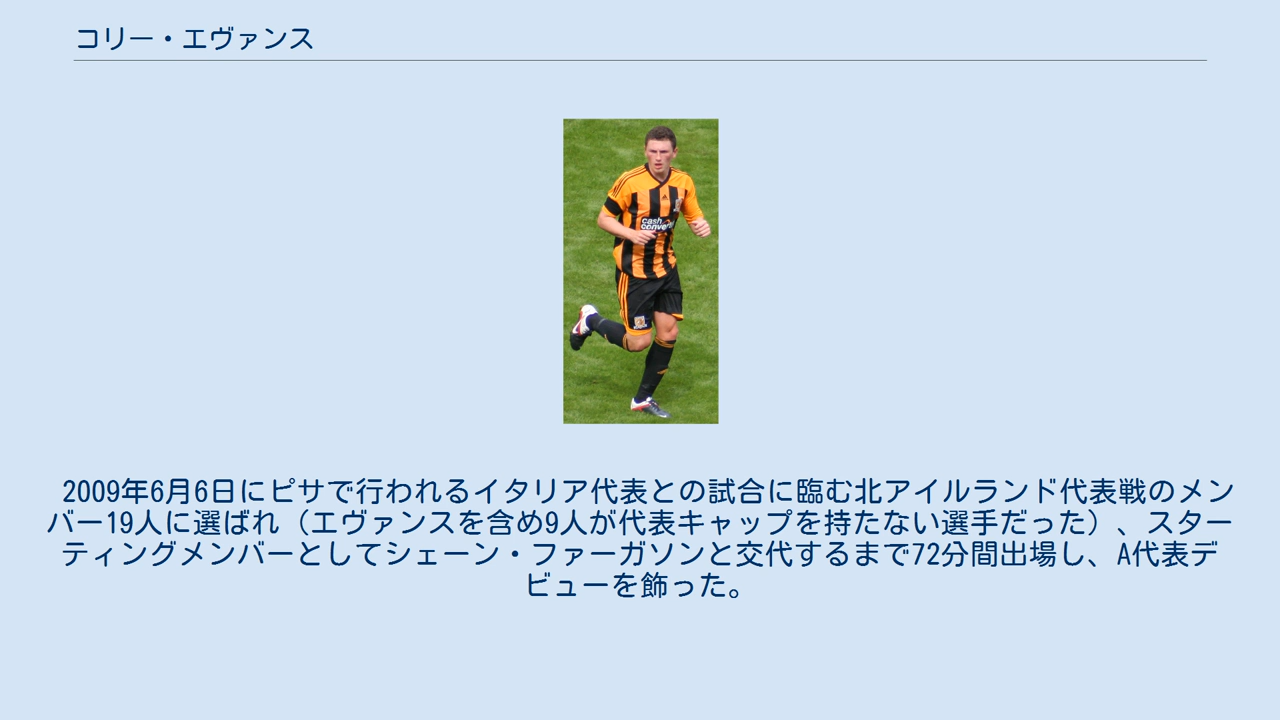 コリー・エヴァンス
cash
conver
2009年6月6日にピサで行われるイタリア代表との試合に臨む北アイルランド代表戦のメン
バー19人に選ばれ（エヴァンスを含め9人が代表キャップを持たない選手だった）、スター
ティングメンバーとしてシェーン・ファーガソンと交代するまで72分間出場し、A代表デ
ビューを飾った。